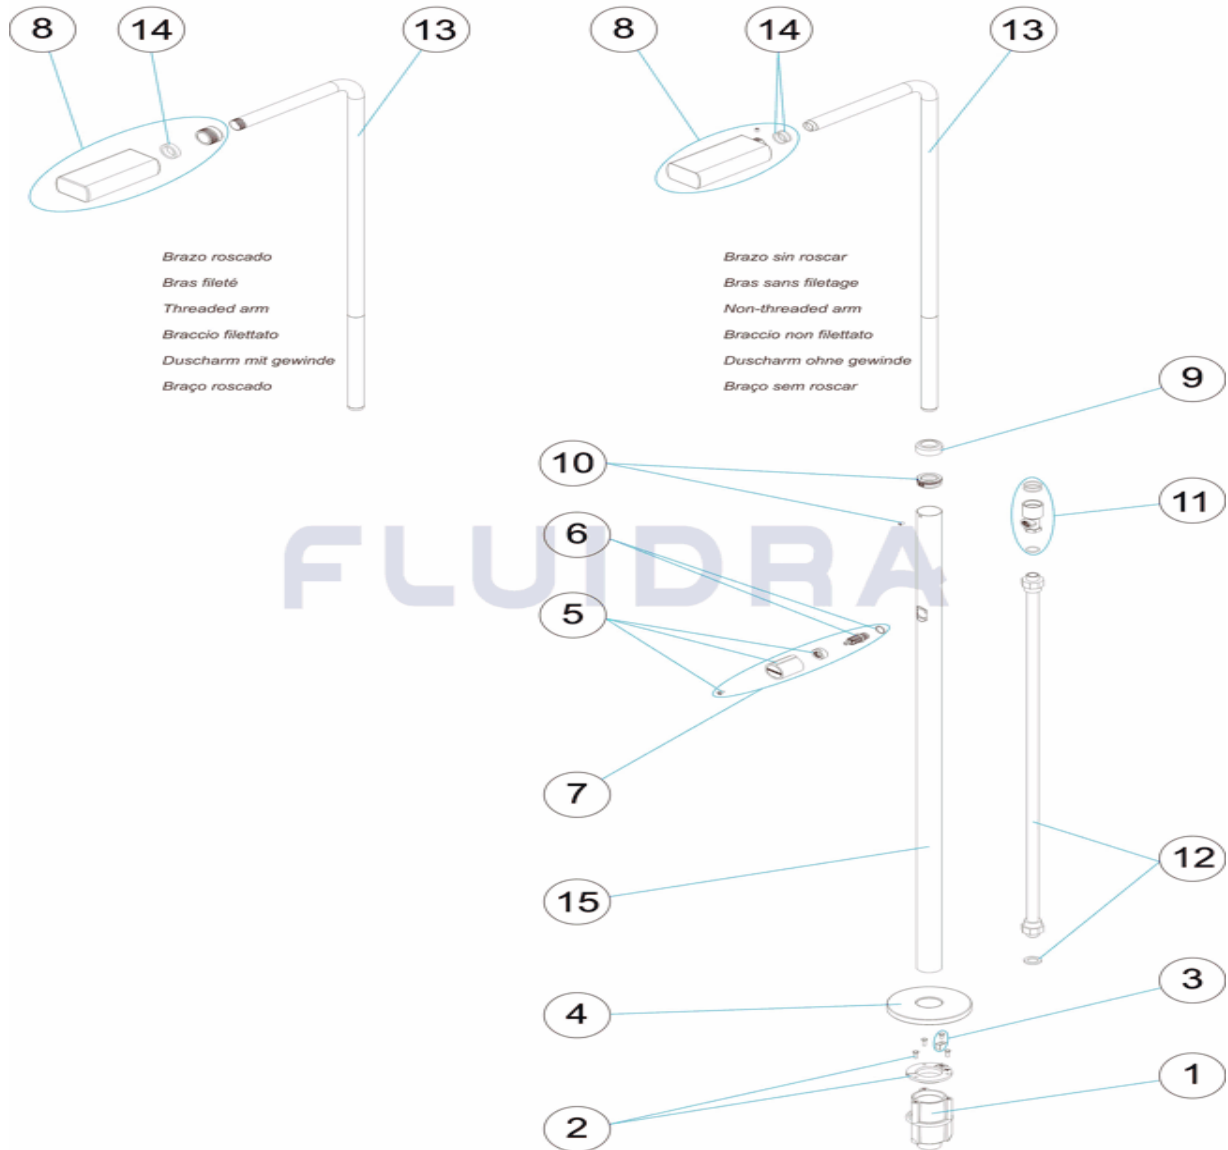 8
14
13
8
14
13
Brazo roscado
Bras fileté
Threaded arm
Braccio filettato
Duscharm mit gewinde
Braço roscado
Brazo sin roscar
Bras sans filetage
Non-threaded arm
Braccio non filettato
Duscharm ohne gewinde
Braço sem roscar
9
10
11
6
FLUIDRA
5
7
12
15
3
4
1
2